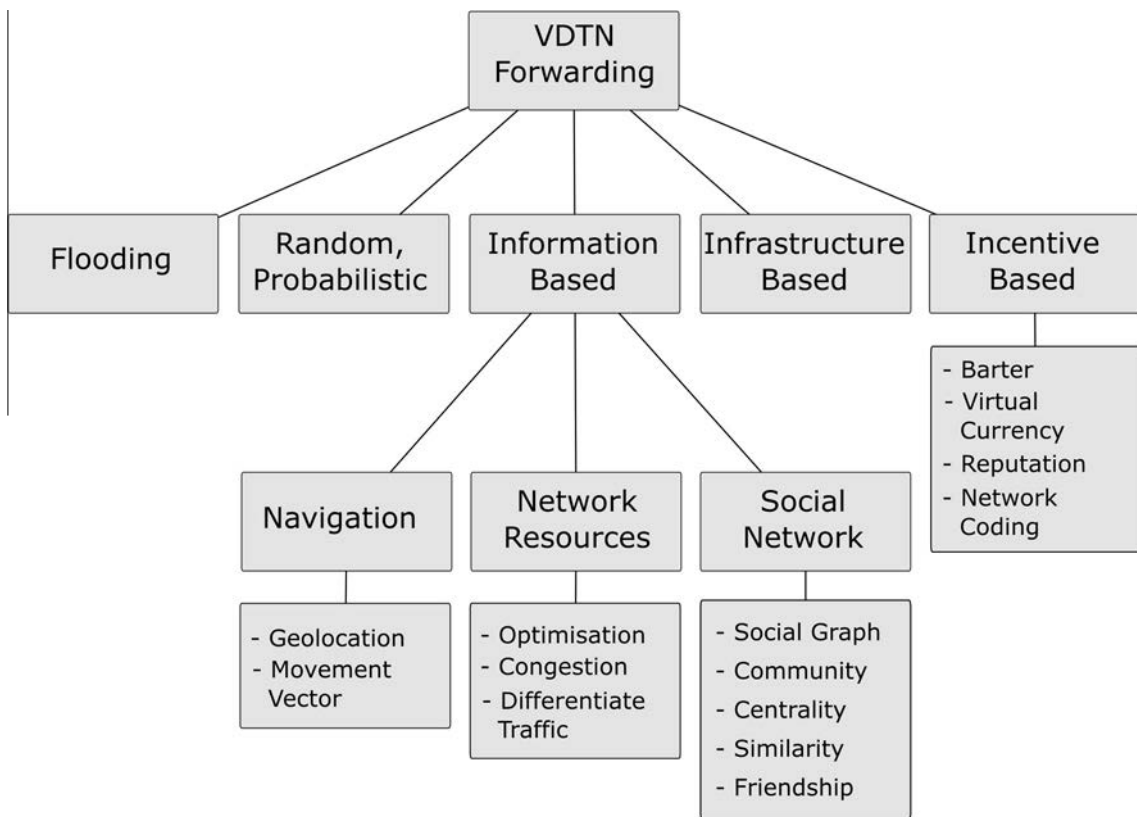 VDTN
Forwarding
Flooding
Random,
Probabilistic
Information
Based
Infrastructure
Based
Incentive
Based
- Barter
- Virtual
Currency
- Reputation
- Network
Coding
Navigation
Network
Resources
Social
Network
- Geolocation
- Movement
Vector
- Optimisation
- Congestion
- Differentiate
Traffic
- Social Graph
- Community
- Centrality
- Similarity
- Friendship